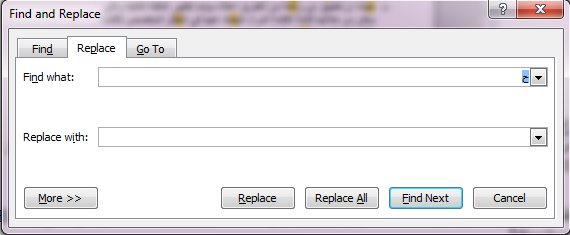 Find and Replace
Find Replace Go To
Find what: ج
Replace with:
More >> Replace Replace All Find Next Cancel